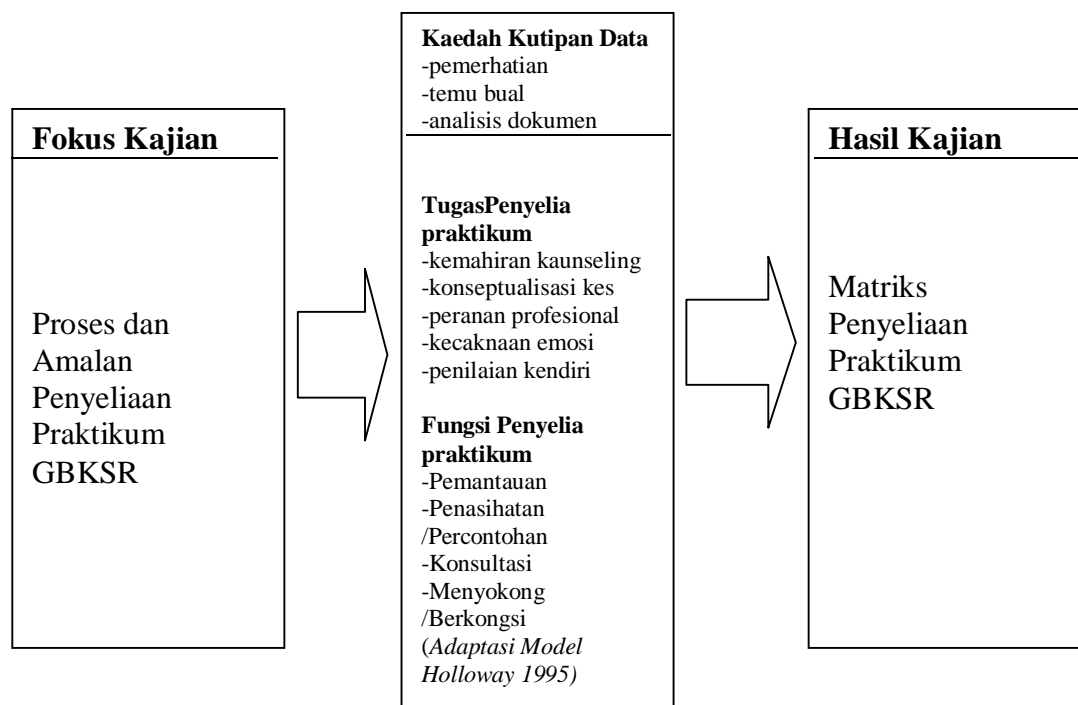 Fokus Kajian
Proses dan
Amalan
Penyeliaan
Praktikum
GBKSR
Kaedah Kutipan Data
-pemerhatian
-temu bual
-analisis dokumen
TugasPenyelia
praktikum
-kemahiran kaunseling
-konseptualisasi kes
-peranan profesional
-kecaknaan emosi
-penilaian kendiri
Fungsi Penyelia
praktikum
-Pemantauan
-Penasihatan
/Percontohan
-Konsultasi
-Menyokong
/Berkongsi
(Adaptasi Model
Holloway 1995)
Hasil Kajian
Matriks
Penyeliaan
Praktikum
GBKSR